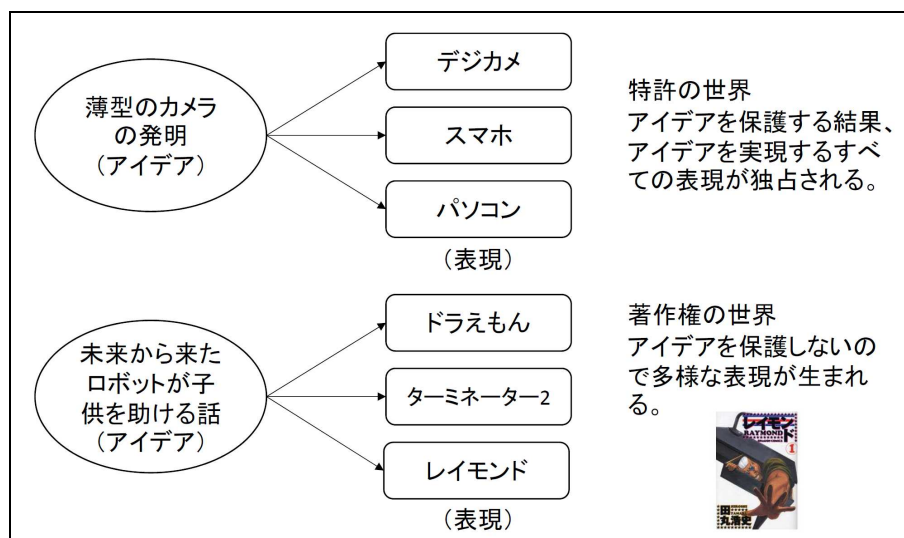 薄型のカメラ
の発明
（アイデア）
デジカメ
スマホ
パソコン
（表現）
特許の世界
アイデアを保護する結果、
アイデアを実現するすべ
ての表現が独占される。
未来から来た
ロボットが子
供を助ける話
（アイデア）
ドラえもん
ターミネーター2
レイモンド
（表現）
著作権の世界
アイデアを保護しないの
で多様な表現が生まれ
る。
レイモンド
RAYMOND
1
田丸浩史